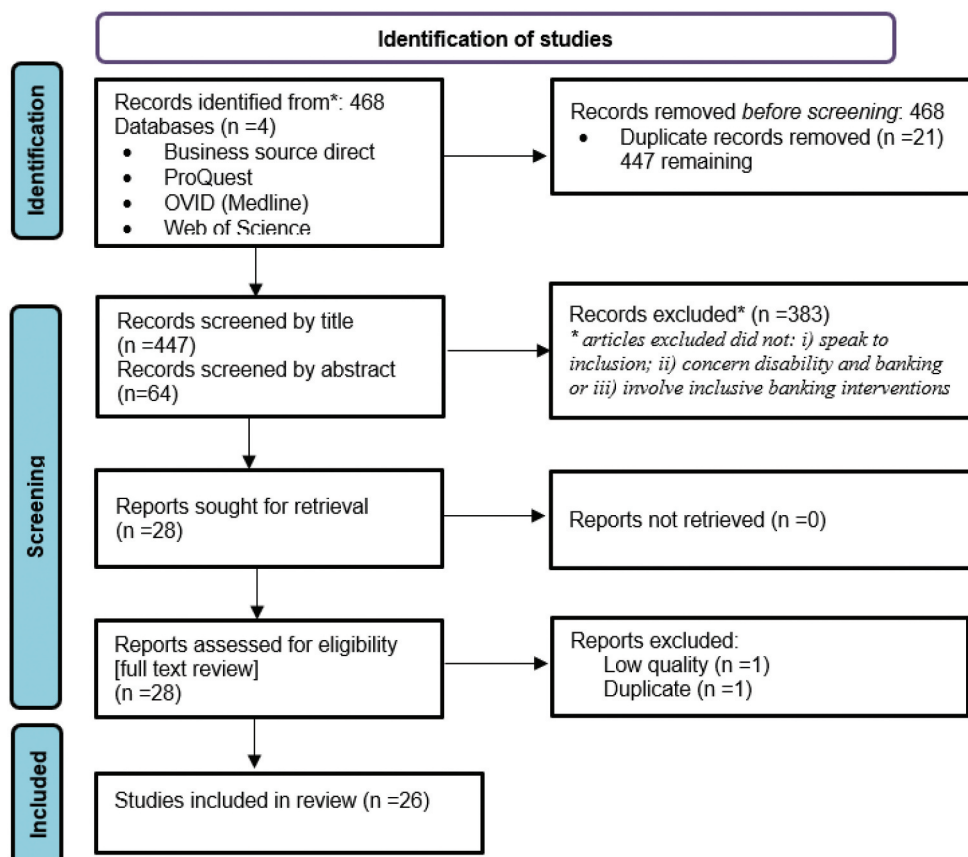 Identification of studies
Identification
Records identified from*: 468
Databases (n =4)
• Business source direct
• ProQuest
• OVID (Medline)
• Web of Science
Records removed before screening: 468
• Duplicate records removed (n =21)
447 remaining
Screening
Records screened by title
(n =447)
Records screened by abstract
(n=64)
Records excluded* (n =383)
* articles excluded did not: i) speak to
inclusion; ii) concern disability and banking
or iii) involve inclusive banking interventions
Reports sought for retrieval
(n =28)
Reports not retrieved (n =0)
Reports assessed for eligibility
[full text review]
(n =28)
Reports excluded:
Low quality (n =1)
Duplicate (n =1)
Included
Studies included in review (n =26)